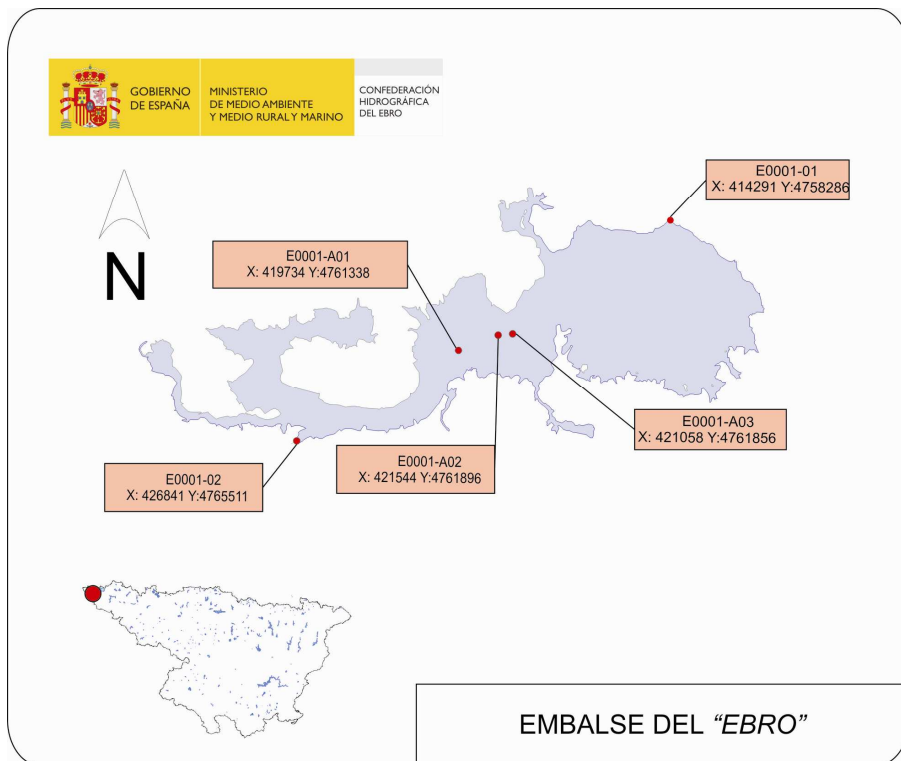 GOBIERNO
DE ESPAÑA
MINISTERIO
DE MEDIO AMBIENTE
Y MEDIO RURAL Y MARINO
CONFEDERACIÓN
HIDROGRÁFICA
DEL EBRO
N
E0001-01
X: 414291 Y:4758286
E0001-A01
X: 419734 Y:4761338
E0001-A03
X: 421058 Y:4761856
E0001-A02
X: 421544 Y:4761896
E0001-02
X: 426841 Y:4765511
EMBALSE DEL "EBRO"